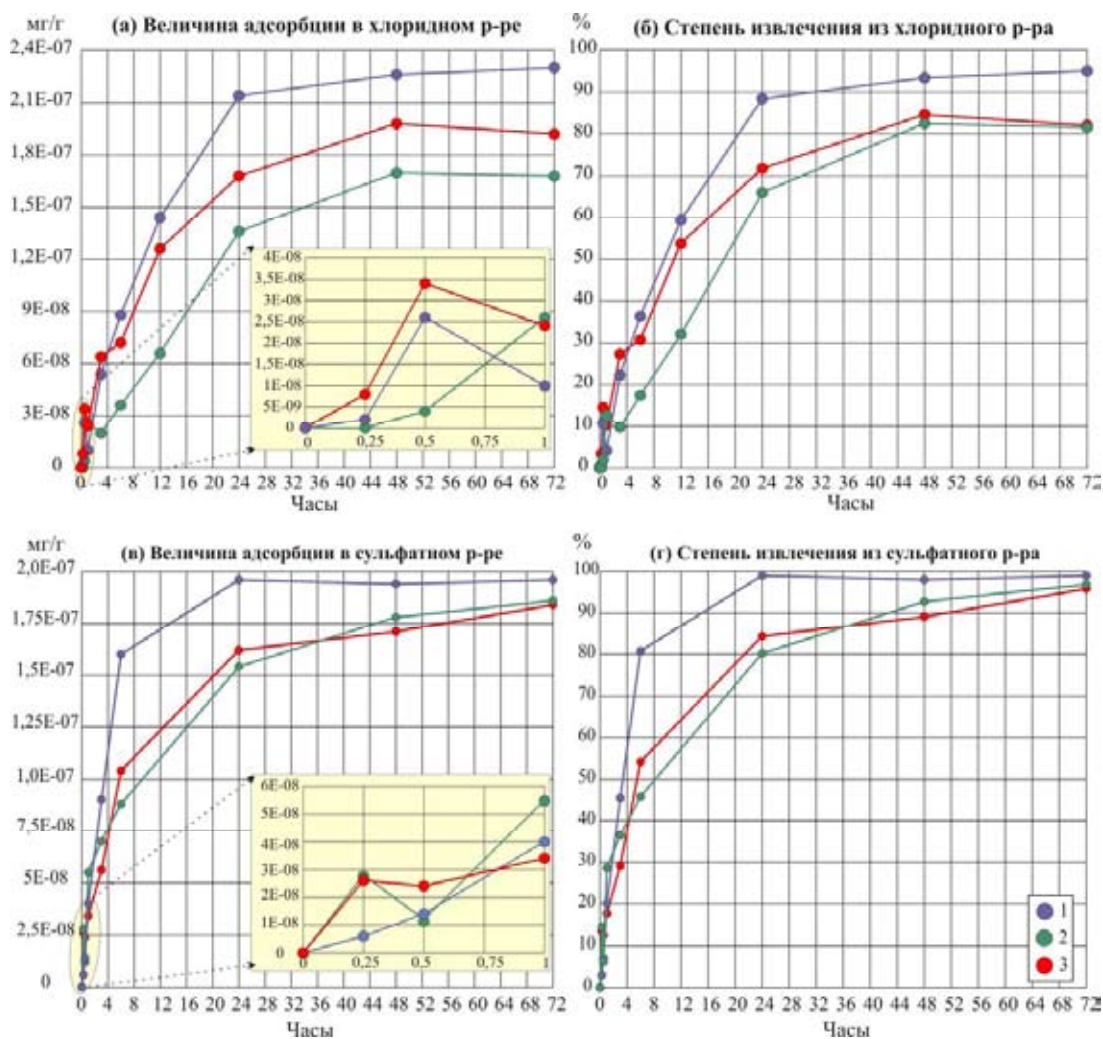 мг/г
(а) Величина адсорбции в хлоридном р-ре
2,4E-07
2,1E-07
1,8E-07
1,5E-07
1,2E-07
9E-08
6E-08
3E-08
0
0 4 8 12 16 20 24 28 32 36 40 44 48 52 56 60 64 68 72
Часы
4E-08
3,5E-08
3E-08
2,5E-08
2E-08
1,5E-08
1E-08
5E-09
0
0 0,25 0,5 0,75 1
%
(б) Степень извлечения из хлоридного р-ра
100
90
80
70
60
50
40
30
20
10
0
0 4 8 12 16 20 24 28 32 36 40 44 48 52 56 60 64 68 72
Часы
мг/г
(в) Величина адсорбции в сульфатном р-ре
2,0E-07
1,75E-07
1,5E-07
1,25E-07
1,0E-07
7,5E-08
5E-08
2,5E-08
0
0 4 8 12 16 20 24 28 32 36 40 44 48 52 56 60 64 68 72
Часы
6E-08
4E-08
3E-08
2E-08
1E-08
0
0 0,25 0,5 0,75 1
%
(г) Степень извлечения из сульфатного р-ра
100
90
80
70
60
50
40
30
20
10
0
0 4 8 12 16 20 24 28 32 36 40 44 48 52 56 60 64 68 72
Часы
1
2
3